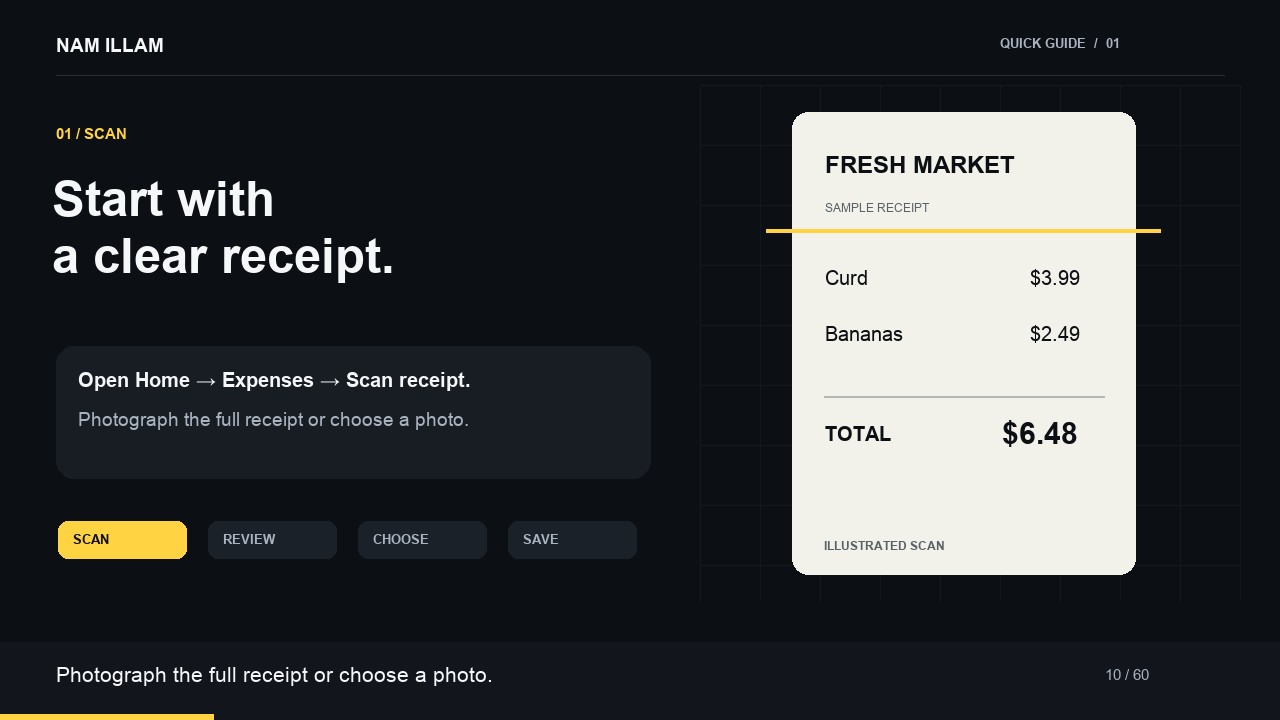 NAM ILLAM
QUICK GUIDE / 01
01 / SCAN
Start with
a clear receipt.
Open Home → Expenses → Scan receipt.
Photograph the full receipt or choose a photo.
SCAN
REVIEW
CHOOSE
SAVE
FRESH MARKET
SAMPLE RECEIPT
Curd $3.99
Bananas $2.49
TOTAL $6.48
ILLUSTRATED SCAN
Photograph the full receipt or choose a photo.
10 / 60